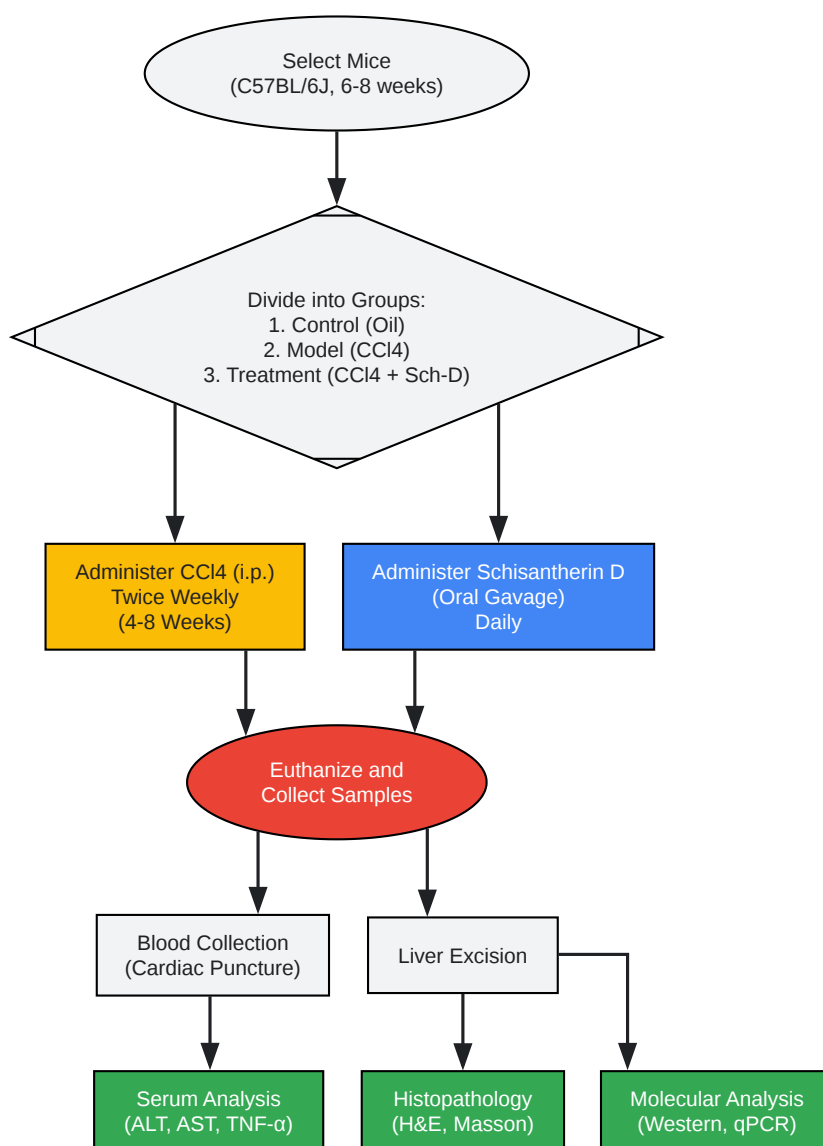 Select Mice
(C57BL/6J, 6-8 weeks)
Divide into Groups:
1. Control (Oil)
2. Model (CCl4)
3. Treatment (CCl4 + Sch-D)
Administer CCl4 (i.p.)
Twice Weekly
(4-8 Weeks)
Administer Schisantherin D
(Oral Gavage)
Daily
Euthanize and
Collect Samples
Blood Collection
(Cardiac Puncture)
Liver Excision
Serum Analysis
(ALT, AST, TNF-α)
Histopathology
(H&E, Masson)
Molecular Analysis
(Western, qPCR)